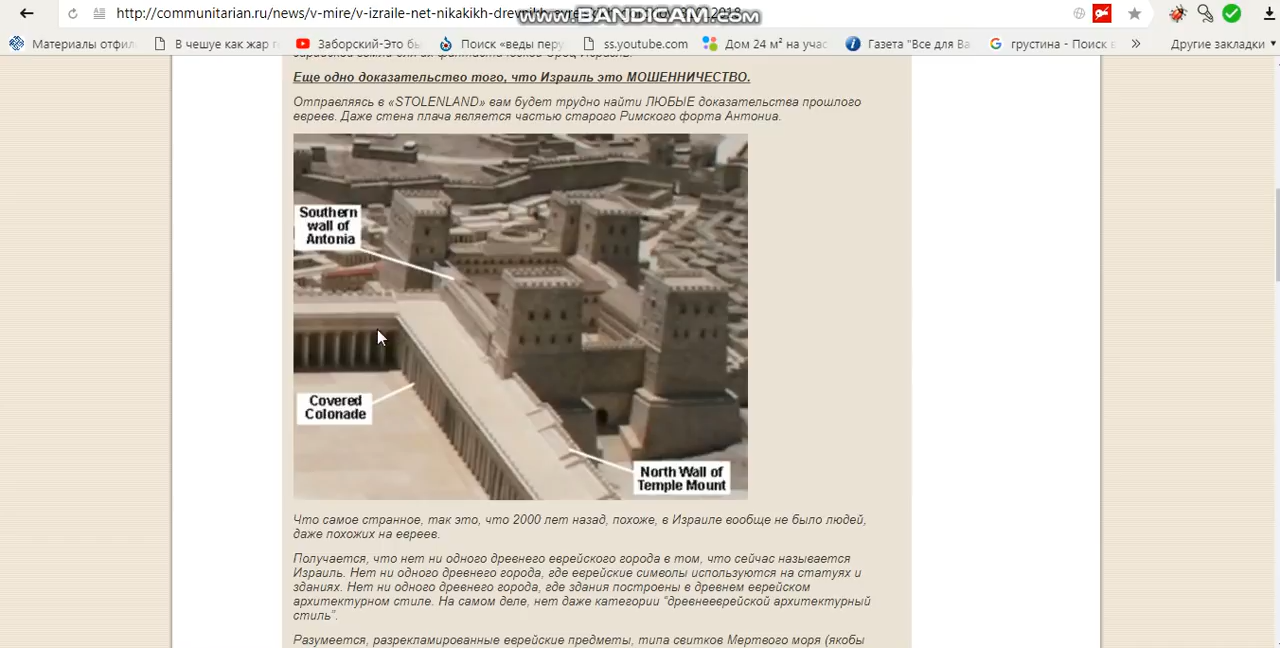 http://communitarian.ru/news/v-mire/v-izraile-net-nikakikh-
www.BANDICAM.com
Материалы отфил
В чешуе как жар г
Заборский-Это бы
Поиск «веды перу
ss.youtube.com
Дом 24 м² на учас
Газета "Все для Ва
грустина - Поиск в
»
Другие закладки
Еще одно доказательство того, что Израиль это МОШЕННИЧЕСТВО.
Отправляясь в «STOLENLAND» вам будет трудно найти ЛЮБЫЕ доказательства прошлого
евреев. Даже стена плача является частью старого Римского форта Антониа.
Southern
wall of
Antonia
Covered
Colonade
North Wall of
Temple Mount
Что самое странное, так это, что 2000 лет назад, похоже, в Израиле вообще не было людей,
даже похожих на евреев.
Получается, что нет ни одного древнего еврейского города в том, что сейчас называется
Израиль. Нет ни одного древнего города, где еврейские символы используются на статуях и
зданиях. Нет ни одного древнего города, где здания построены в древнем еврейском
архитектурном стиле. На самом деле, нет даже категории “древнееврейской архитектурный
стиль”.
Разумеется, разрекламированные еврейские предметы, типа свитков Мертвого моря (якобы